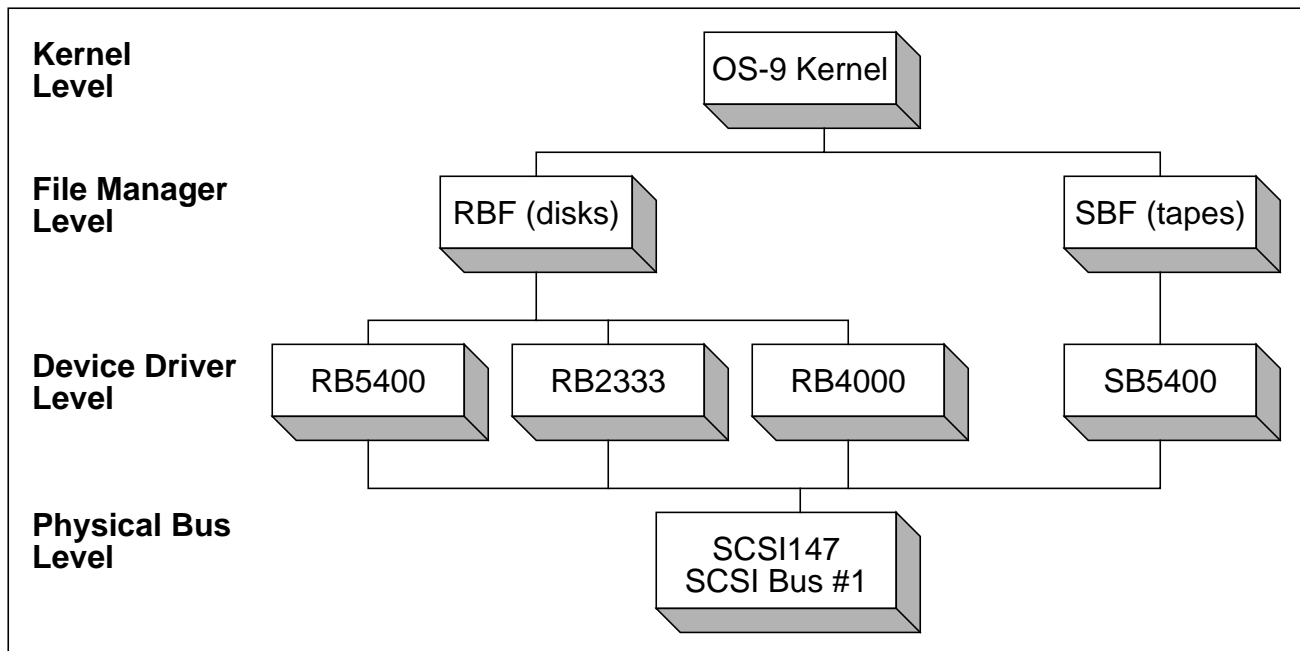 Kernel
Level
OS-9 Kernel
File Manager
Level
RBF (disks)
SBF (tapes)
Device Driver
Level
RB5400
RB2333
RB4000
SB5400
Physical Bus
Level
SCSI147
SCSI Bus #1